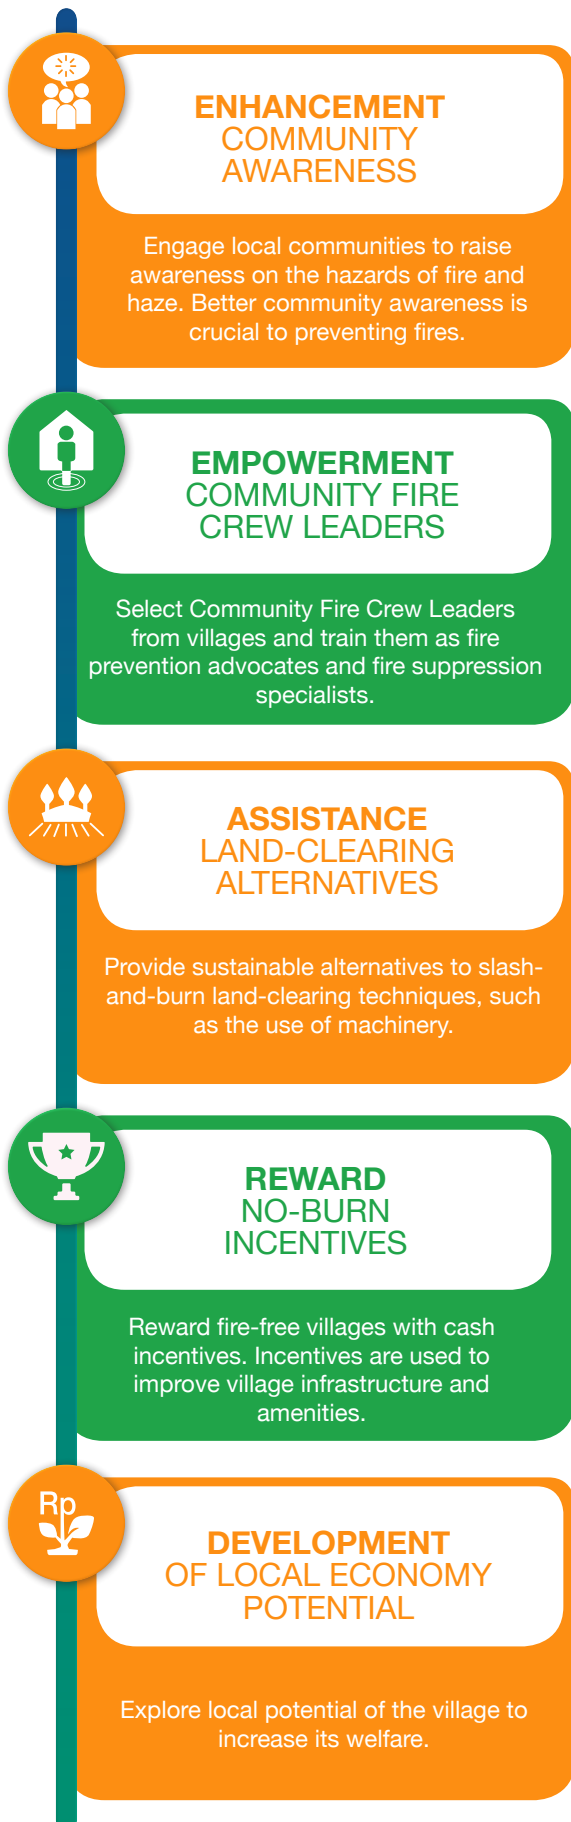 ENHANCEMENT
COMMUNITY
AWARENESS
Engage local communities to raise
awareness on the hazards of fire and
haze. Better community awareness is
crucial to preventing fires.
EMPOWERMENT
COMMUNITY FIRE
CREW LEADERS
Select Community Fire Crew Leaders
from villages and train them as fire
prevention advocates and fire suppression
specialists.
ASSISTANCE
LAND-CLEARING
ALTERNATIVES
Provide sustainable alternatives to slash-
and-burn land-clearing techniques, such
as the use of machinery.
REWARD
NO-BURN
INCENTIVES
Reward fire-free villages with cash
incentives. Incentives are used to
improve village infrastructure and
amenities.
Rp
DEVELOPMENT
OF LOCAL ECONOMY
POTENTIAL
Explore local potential of the village to
increase its welfare.